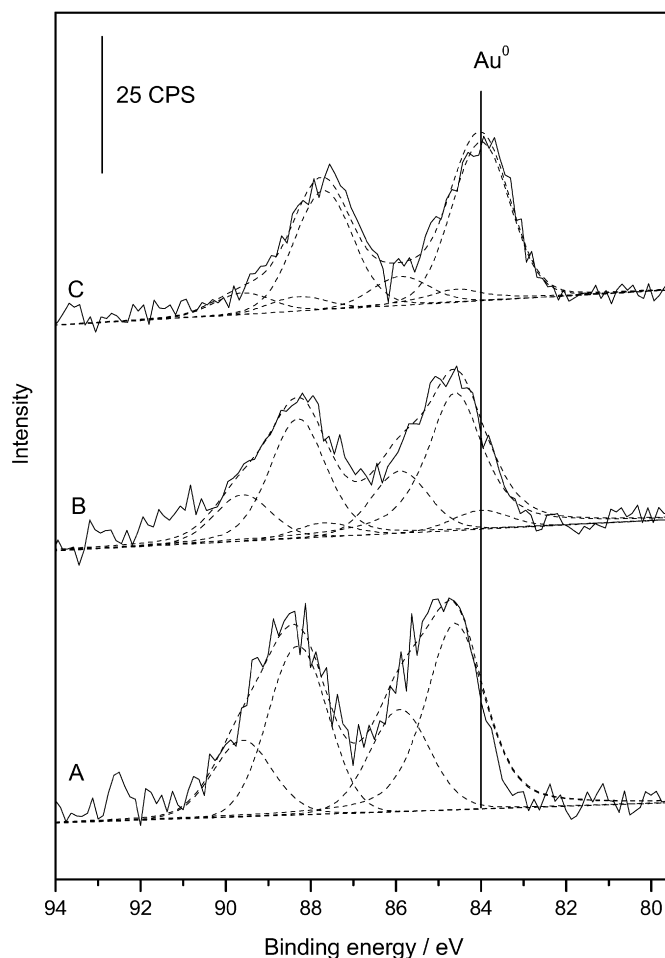 Au⁰
25 CPS
C
B
A
Intensity
94 92 90 88 86 84 82 80
Binding energy / eV